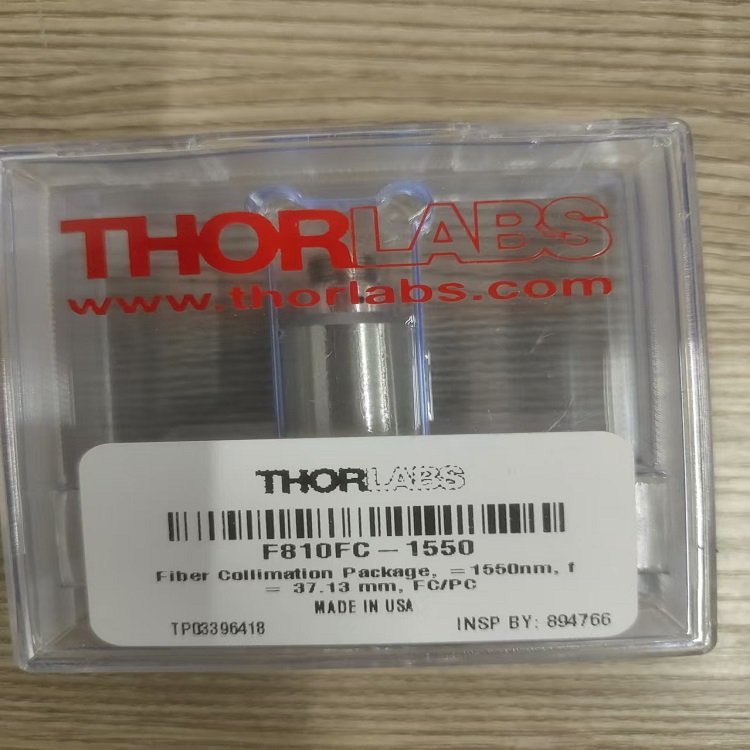 THORLABS
www.thorlabs.com
THORLABS
F810FC-1550
Fiber Collimation Package, =1550nm, f
= 37.13 mm, FC/PC
MADE IN USA
TP03396418
INSP BY: 894766